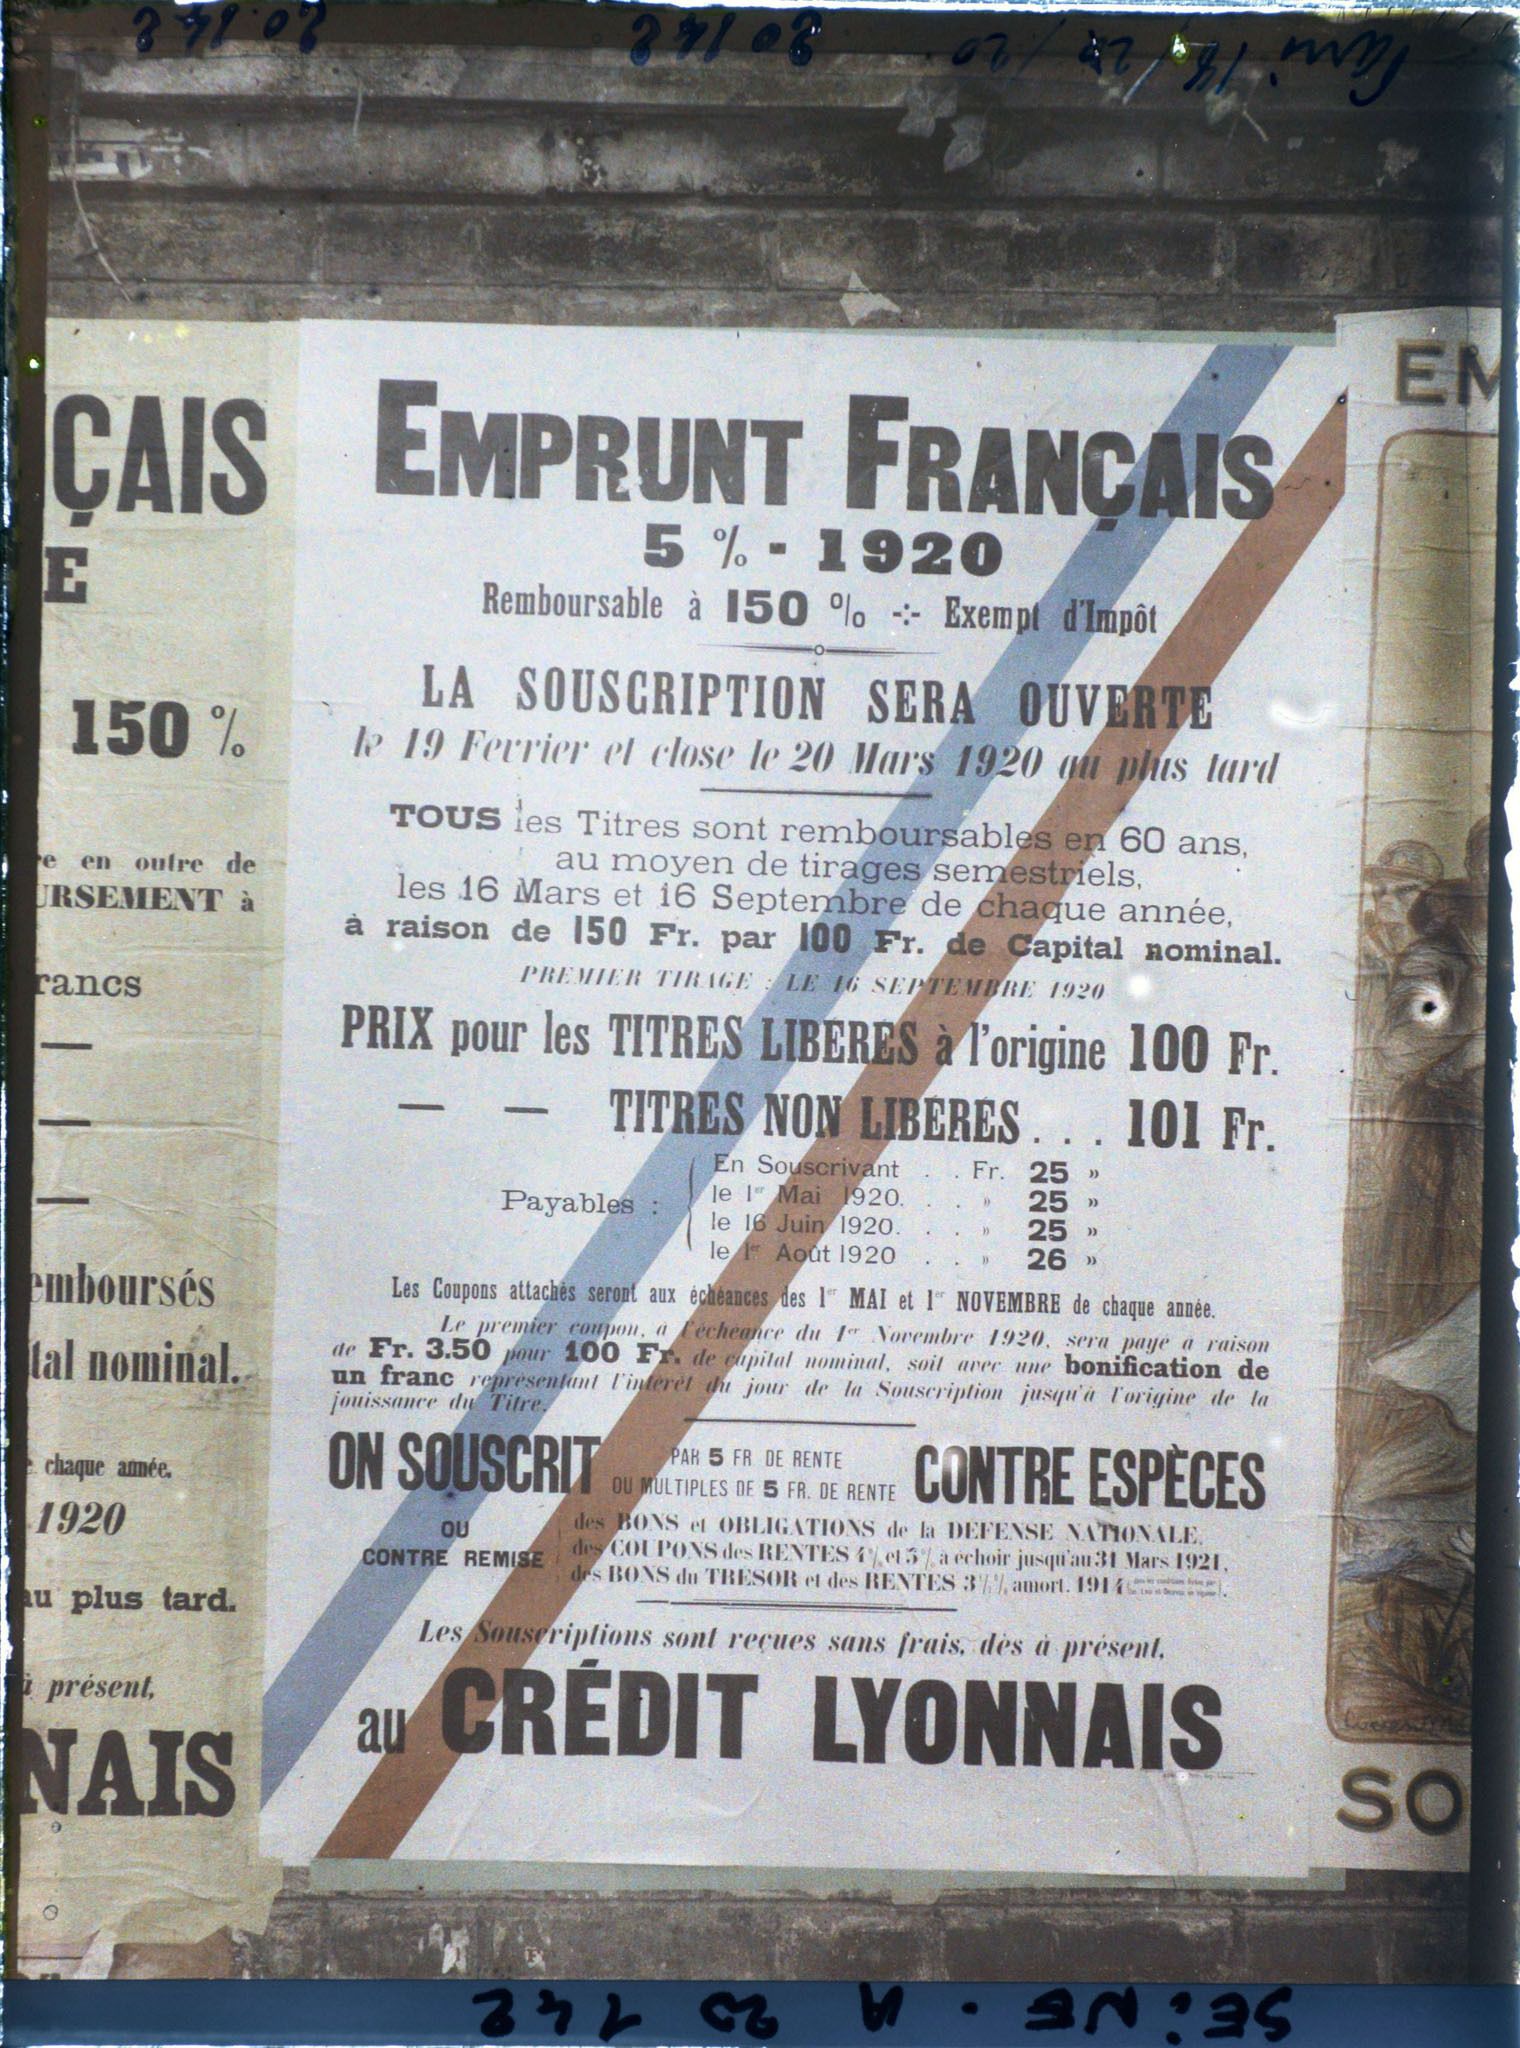 Paris 18/22/20 20142 20.142
EMPRUNT FRANÇAIS
5 % - 1920
Remboursable à 150 % -:- Exempt d'Impôt
LA SOUSCRIPTION SERA OUVERTE
le 19 Fevrier et close le 20 Mars 1920 au plus tard
TOUS les Titres sont remboursables en 60 ans,
au moyen de tirages semestriels,
les 16 Mars et 16 Septembre de chaque année,
à raison de 150 Fr. par 100 Fr. de Capital nominal.
PREMIER TIRAGE : LE 16 SEPTEMBRE 1920
PRIX pour les TITRES LIBERES à l'origine 100 Fr.
— — TITRES NON LIBERES . . . 101 Fr.
Payables :
En Souscrivant . . Fr. 25 »
le 1er Mai 1920. . . » 25 »
le 16 Juin 1920. . . » 25 »
le 1er Août 1920 . . » 26 »
Les Coupons attachés seront aux échéances des 1er MAI et 1er NOVEMBRE de chaque année.
Le premier coupon, à l'échéance du 1er Novembre 1920, sera payé à raison
de Fr. 3.50 pour 100 Fr. de capital nominal, soit avec une bonification de
un franc représentant l'intérêt du jour de la Souscription jusqu'à l'origine de la
jouissance du Titre.
ON SOUSCRIT PAR 5 FR. DE RENTE CONTRE ESPÈCES
OU MULTIPLES DE 5 FR. DE RENTE
OU
CONTRE REMISE
des BONS et OBLIGATIONS de la DEFENSE NATIONALE,
des COUPONS des RENTES 4% et 5% à echoir jusqu'au 31 Mars 1921,
des BONS du TRESOR et des RENTES 3 1/2 % amort. 1914
Les Souscriptions sont reçues sans frais, dès à présent,
au CRÉDIT LYONNAIS
ÇAIS
E
150 %
re en outre de
URSEMENT à
rancs
—
—
—
emboursés
tal nominal.
e chaque année.
1920
au plus tard.
à présent,
NAIS
EM
SO
SEiNE . A 20 142